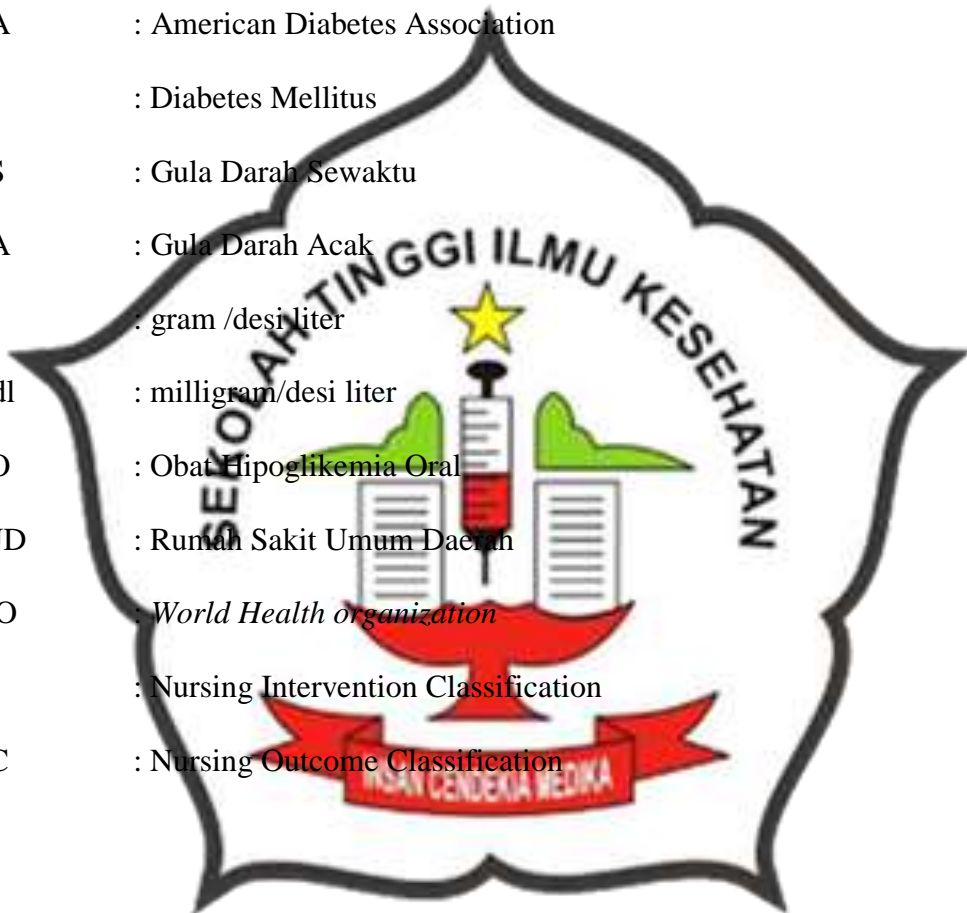 A : American Diabetes Association
: Diabetes Mellitus
S : Gula Darah Sewaktu
A : Gula Darah Acak
: gram /desi liter
dl : milligram/desi liter
O : Obat Hipoglikemia Oral
UD : Rumah Sakit Umum Daerah
O : World Health organization
: Nursing Intervention Classification
C : Nursing Outcome Classification
SEKOLAH TINGGI ILMU KESEHATAN
INSAN CENDEKIA MEDIKA